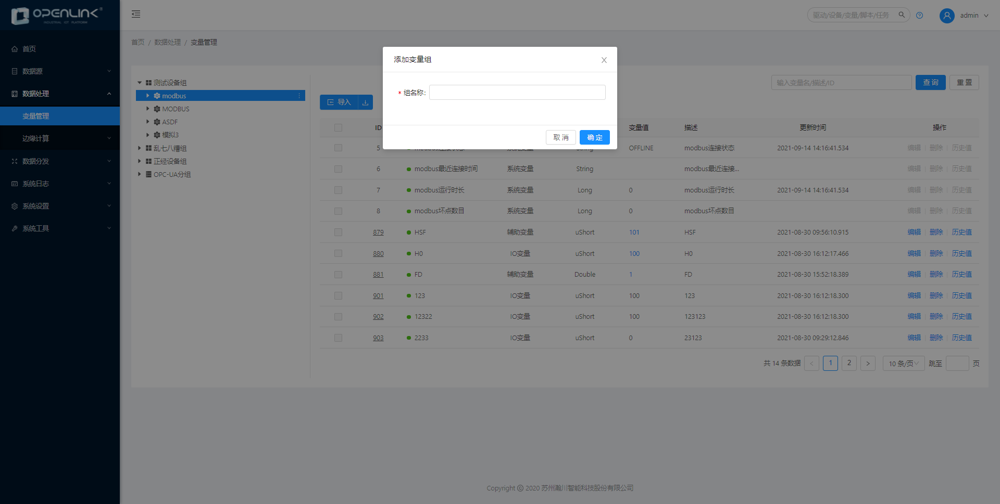 OPENLINK®
INDUSTRIAL IOT PLATFORM
驱动/设备/变量/脚本/任务
admin
首页
数据源
数据处理
变量管理
边缘计算
数据分发
系统日志
系统设置
系统工具
首页 / 数据处理 / 变量管理
测试设备组
modbus
MODBUS
ASDF
模拟3
乱七八槽组
正经设备组
OPC-UA分组
添加变量组
* 组名称:
取 消 确 定
输入变量名/描述/ID 查 询 重 置
导入
ID 变量值 描述 更新时间 操作
5 modbus连接状态 系统变量 String OFFLINE modbus连接状态 2021-09-14 14:16:41.534 编辑 删除 历史值
6 modbus最近连接时间 系统变量 String modbus最近连接... 编辑 删除 历史值
7 modbus运行时长 系统变量 Long 0 modbus运行时长 2021-09-14 14:16:41.534 编辑 删除 历史值
8 modbus坏点数目 系统变量 Long 0 modbus坏点数目 编辑 删除 历史值
879 HSF 辅助变量 uShort 101 HSF 2021-08-30 09:56:10.915 编辑 删除 历史值
880 H0 IO变量 uShort 100 H0 2021-08-30 16:12:17.466 编辑 删除 历史值
881 FD 辅助变量 Double 1 FD 2021-08-30 15:52:18.389 编辑 删除 历史值
901 123 IO变量 uShort 100 123 2021-08-30 16:12:18.300 编辑 删除 历史值
902 12322 IO变量 uShort 100 123123 2021-08-30 16:12:18.300 编辑 删除 历史值
903 2233 IO变量 uShort 0 23123 2021-08-30 09:29:12.846 编辑 删除 历史值
共 14 条数据 < 1 2 > 10 条/页 跳至 页
Copyright © 2020 苏州瀚川智能科技股份有限公司